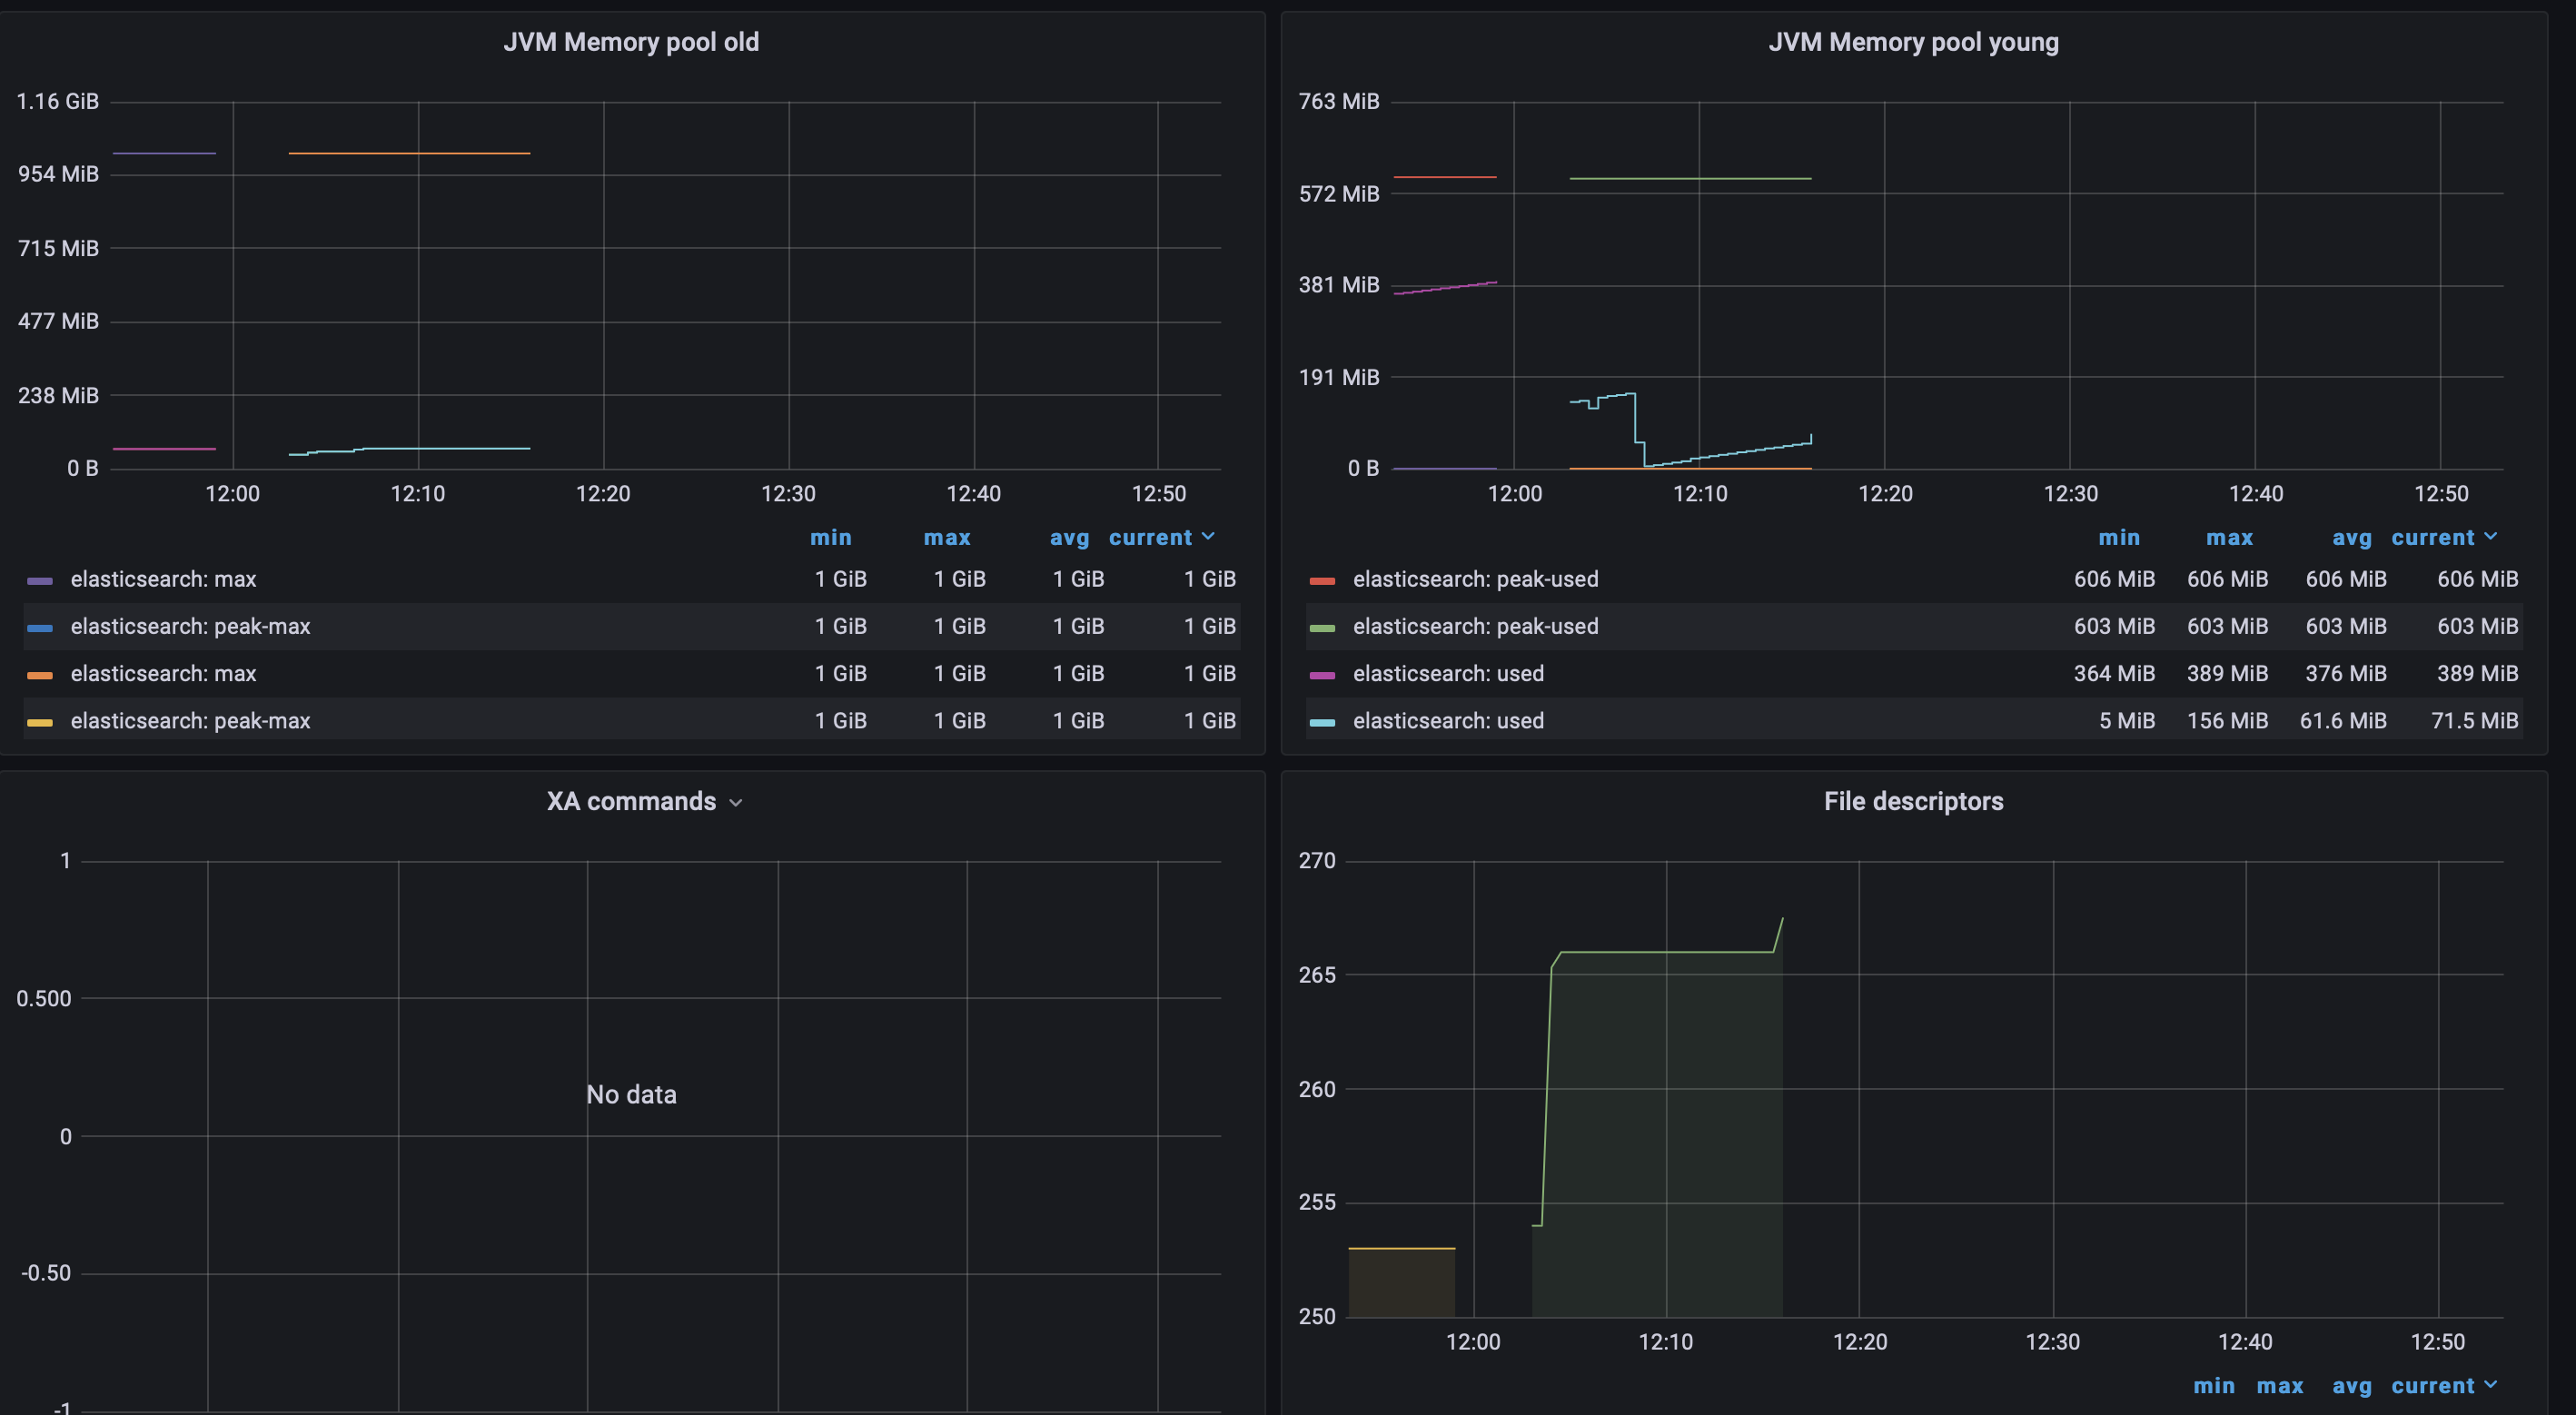 JVM Memory pool old
1.16 GiB
954 MiB
715 MiB
477 MiB
238 MiB
0 B
12:00 12:10 12:20 12:30 12:40 12:50
min max avg current
elasticsearch: max 1 GiB 1 GiB 1 GiB 1 GiB
elasticsearch: peak-max 1 GiB 1 GiB 1 GiB 1 GiB
elasticsearch: max 1 GiB 1 GiB 1 GiB 1 GiB
elasticsearch: peak-max 1 GiB 1 GiB 1 GiB 1 GiB
JVM Memory pool young
763 MiB
572 MiB
381 MiB
191 MiB
0 B
12:00 12:10 12:20 12:30 12:40 12:50
min max avg current
elasticsearch: peak-used 606 MiB 606 MiB 606 MiB 606 MiB
elasticsearch: peak-used 603 MiB 603 MiB 603 MiB 603 MiB
elasticsearch: used 364 MiB 389 MiB 376 MiB 389 MiB
elasticsearch: used 5 MiB 156 MiB 61.6 MiB 71.5 MiB
XA commands
1
0.500
No data
0
-0.50
-1
File descriptors
270
265
260
255
250
12:00 12:10 12:20 12:30 12:40 12:50
min max avg current